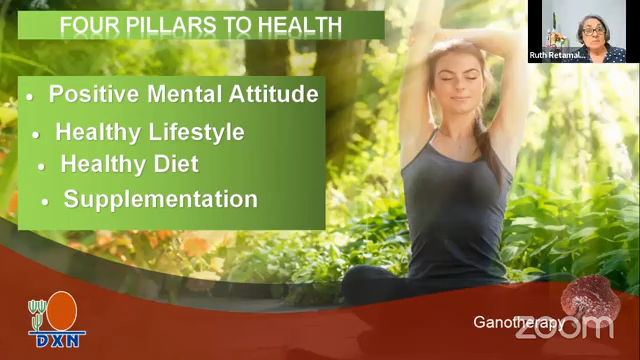 FOUR PILLARS TO HEALTH
Ruth Retamal...
• Positive Mental Attitude
• Healthy Lifestyle
• Healthy Diet
• Supplementation
DXN
Ganotherapy
zoom